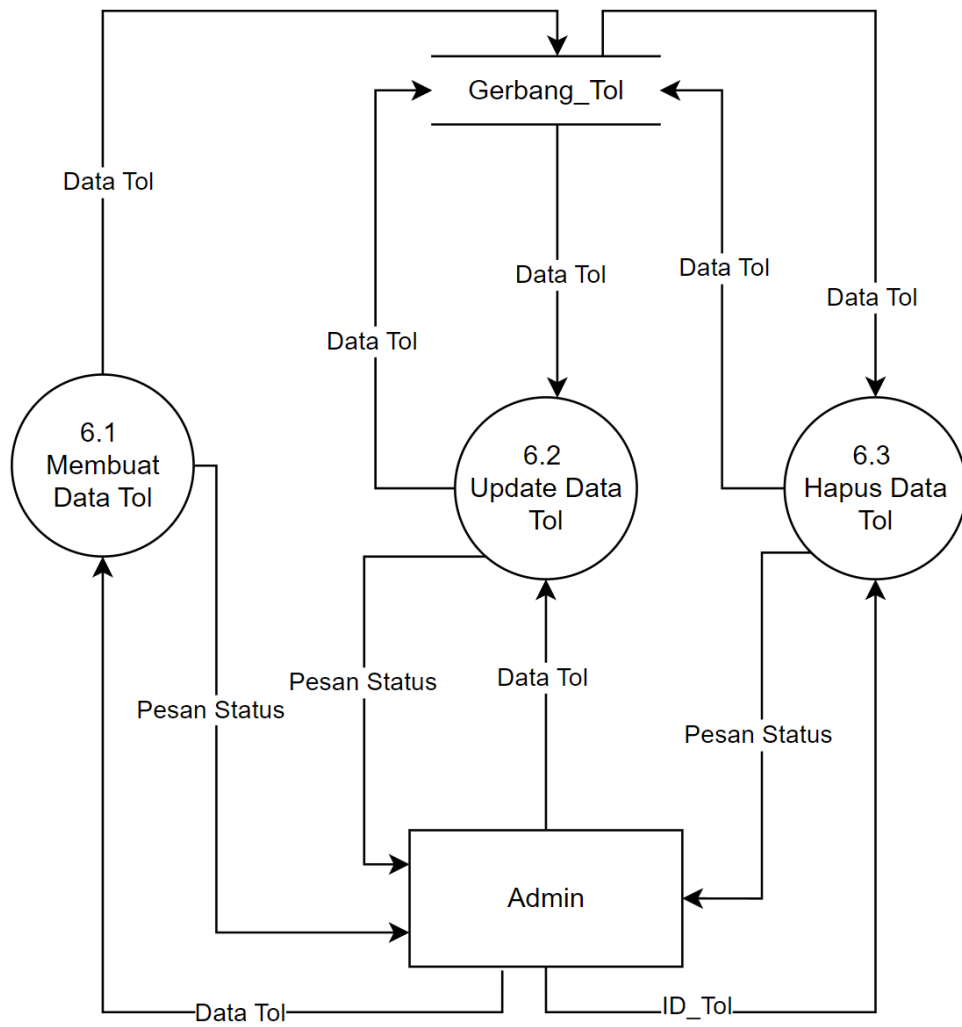 Gerbang_Tol
Data Tol
Data Tol
Data Tol
Data Tol
Data Tol
6.1
Membuat
Data Tol
6.2
Update Data
Tol
6.3
Hapus Data
Tol
Pesan Status
Pesan Status
Data Tol
Pesan Status
Admin
Data Tol
ID_Tol